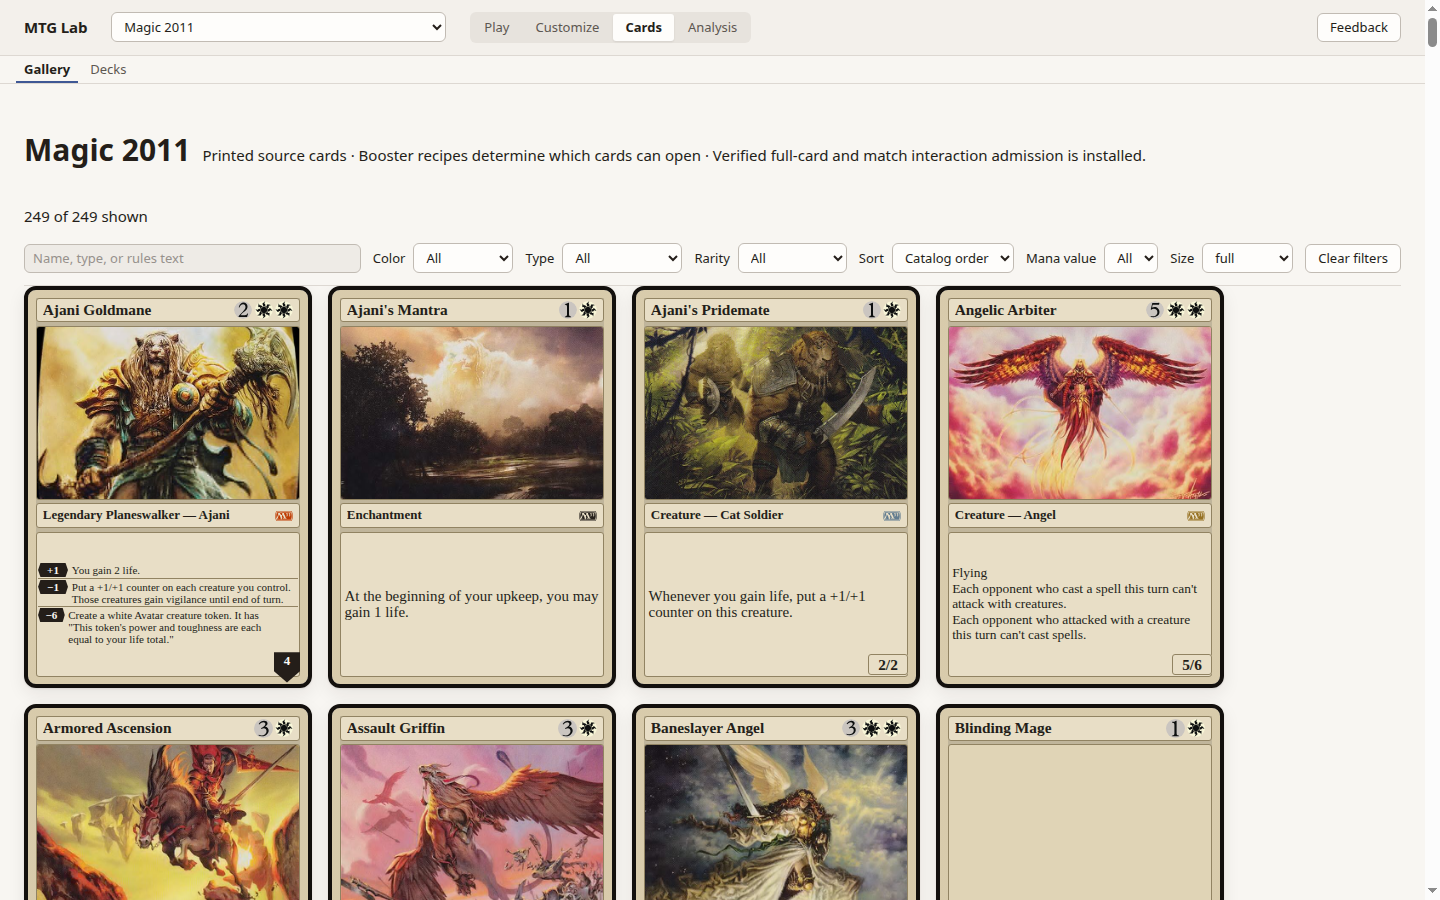 MTG Lab
Magic 2011
Play
Customize
Cards
Analysis
Feedback
Gallery
Decks
Magic 2011
Printed source cards · Booster recipes determine which cards can open · Verified full-card and match interaction admission is installed.
249 of 249 shown
Name, type, or rules text
Color
All
Type
All
Rarity
All
Sort
Catalog order
Mana value
All
Size
full
Clear filters
Ajani Goldmane
2
Legendary Planeswalker — Ajani
+1 You gain 2 life.
−1 Put a +1/+1 counter on each creature you control.
Those creatures gain vigilance until end of turn.
−6 Create a white Avatar creature token. It has
"This token's power and toughness are each
equal to your life total."
4
Ajani's Mantra
1
Enchantment
At the beginning of your upkeep, you may
gain 1 life.
Ajani's Pridemate
1
Creature — Cat Soldier
Whenever you gain life, put a +1/+1
counter on this creature.
2/2
Angelic Arbiter
5
Creature — Angel
Flying
Each opponent who cast a spell this turn can't
attack with creatures.
Each opponent who attacked with a creature
this turn can't cast spells.
5/6
Armored Ascension
3
Assault Griffin
3
Baneslayer Angel
3
Blinding Mage
1